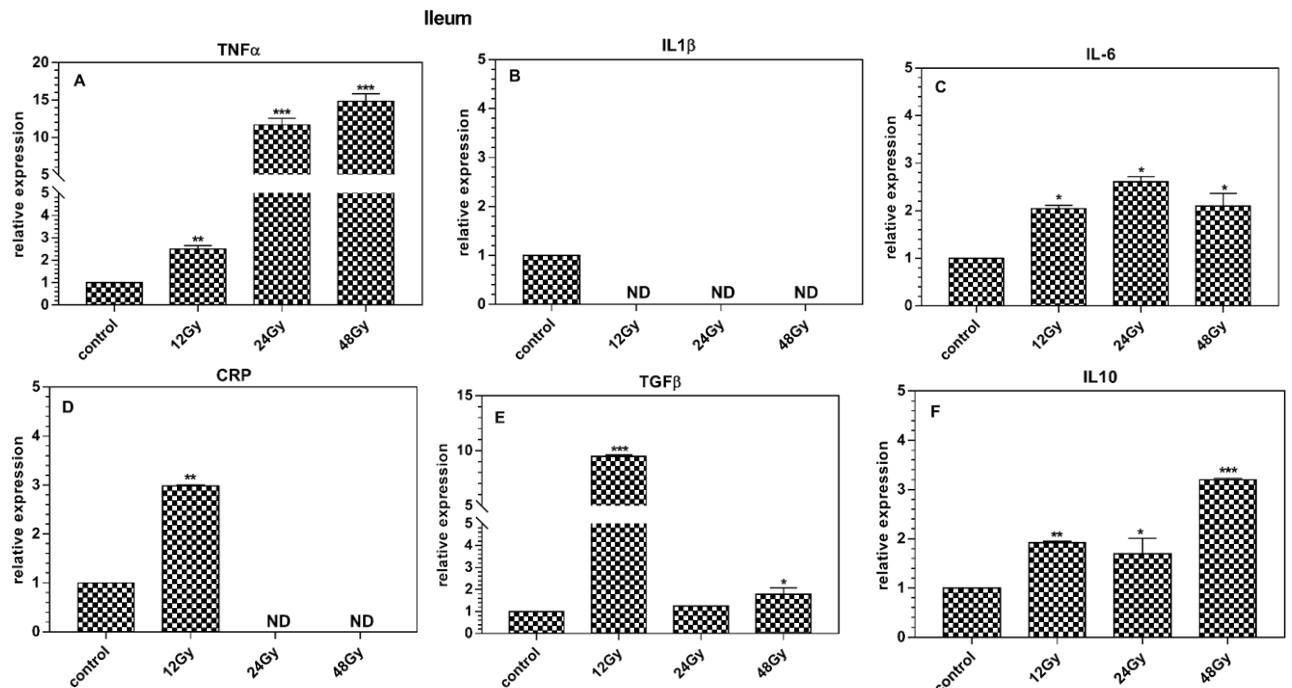 Ileum
TNFα
A
relative expression
20
15
10
5
5
4
3
2
1
0
** *** ***
control 12Gy 24Gy 48Gy
IL1β
B
relative expression
5
4
3
2
1
0
ND ND ND
control 12Gy 24Gy 48Gy
IL-6
C
relative expression
5
4
3
2
1
0
* * *
control 12Gy 24Gy 48Gy
CRP
D
relative expression
5
4
3
2
1
0
** ND ND
control 12Gy 24Gy 48Gy
TGFβ
E
relative expression
15
10
5
5
4
3
2
1
0
*** *
control 12Gy 24Gy 48Gy
IL10
F
relative expression
5
4
3
2
1
0
** * ***
control 12Gy 24Gy 48Gy